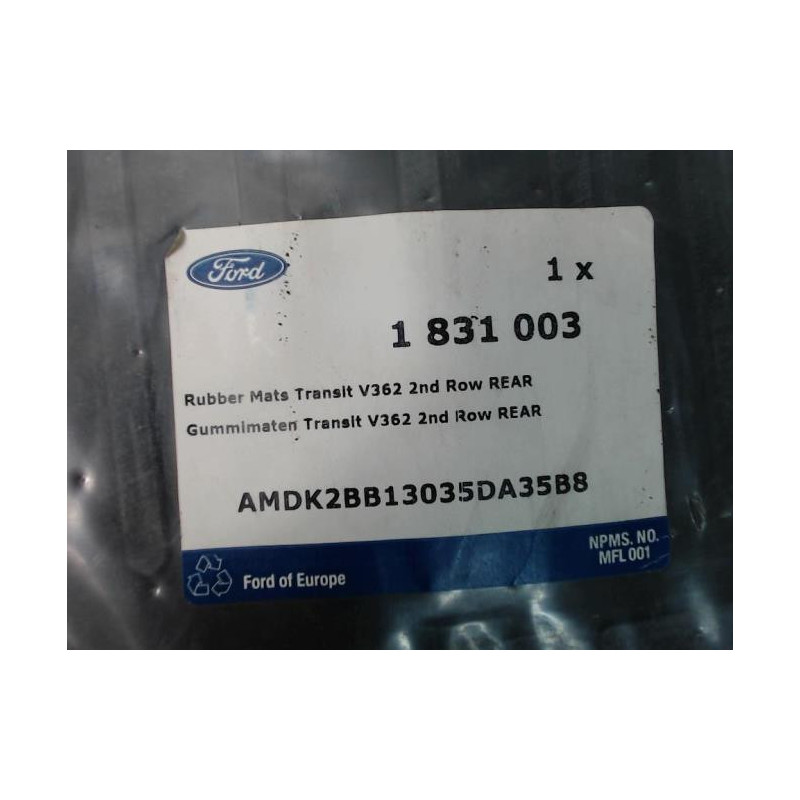 Ford
1 x
1 831 003
Rubber Mats Transit V362 2nd Row REAR
Gummimaten Transit V362 2nd Row REAR
AMDK2BB13035DA35B8
NPMS. NO.
MFL 001
Ford of Europe